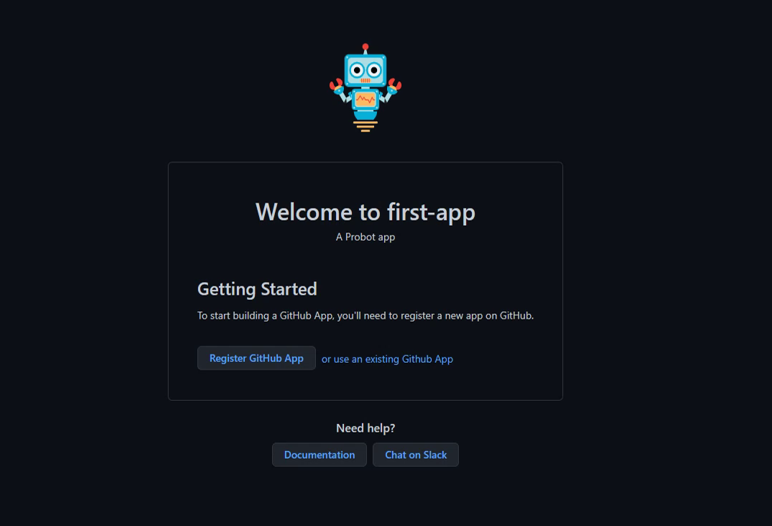 Welcome to first-app
A Probot app
Getting Started
To start building a GitHub App, you'll need to register a new app on GitHub.
Register GitHub App or use an existing Github App
Need help?
Documentation Chat on Slack